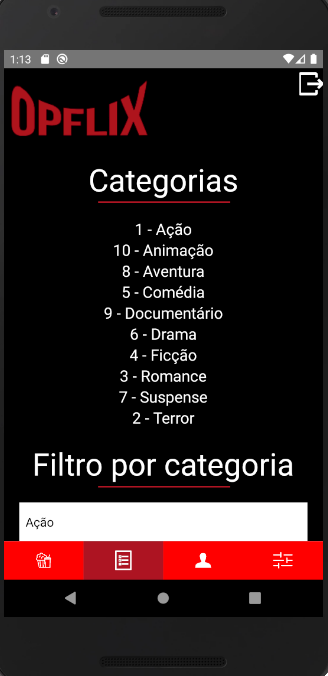 1:13
OPFLIX
Categorias
1 - Ação
10 - Animação
8 - Aventura
5 - Comédia
9 - Documentário
6 - Drama
4 - Ficção
3 - Romance
7 - Suspense
2 - Terror
Filtro por categoria
Ação